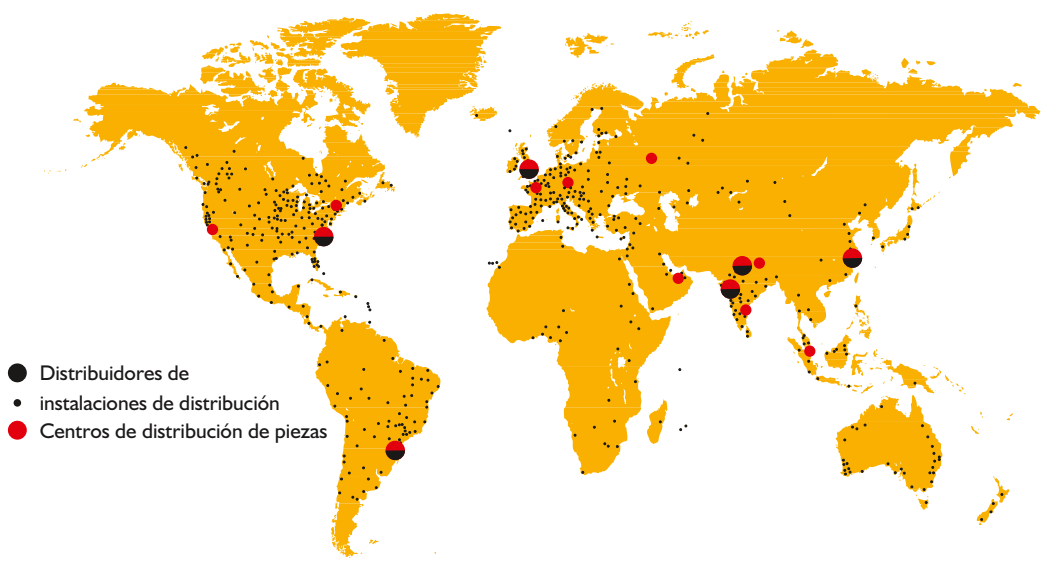 Distribuidores de
instalaciones de distribución
Centros de distribución de piezas